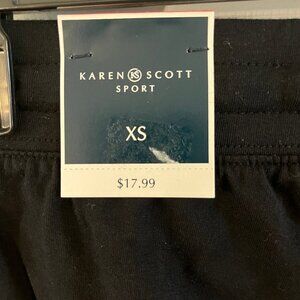 KAREN KS SCOTT
SPORT
XS
$17.99